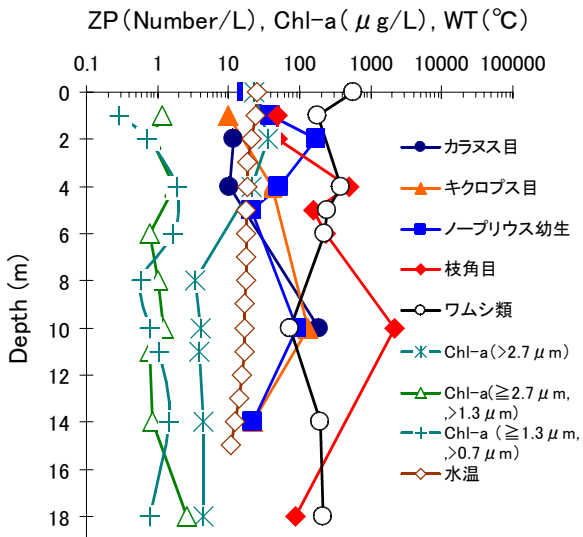 ZP(Number/L), Chl-a(μg/L), WT(℃)
0.1 1 10 100 1000 10000 100000
0
2
4
6
8
10
12
14
16
18
Depth (m)
カラヌス目
キクロプス目
ノープリウス幼生
枝角目
ワムシ類
Chl-a(>2.7μm)
Chl-a(≧2.7μm,
,>1.3μm)
Chl-a (≧1.3μm,
,>0.7μm)
水温